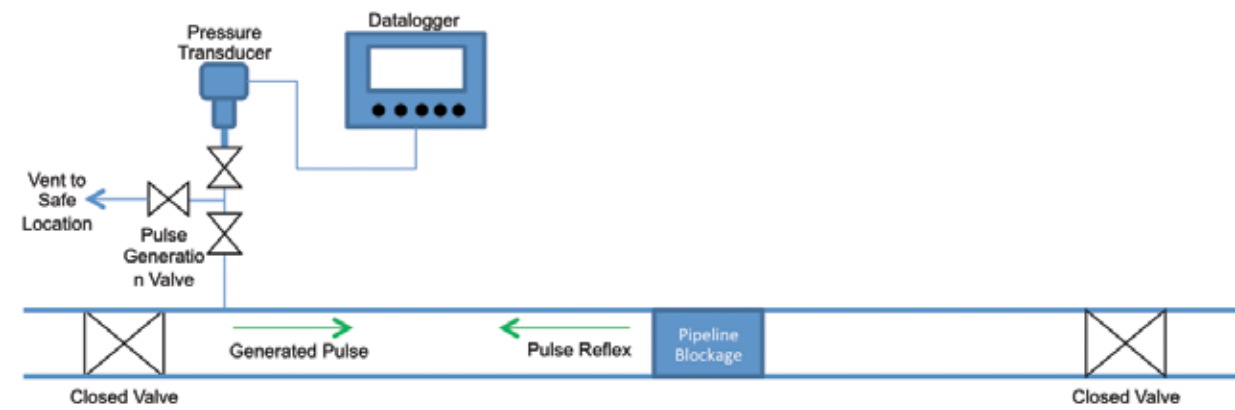 Datalogger
Pressure
Transducer
Vent to
Safe
Location
Pulse
Generatio
n Valve
Generated Pulse
Pulse Reflex
Pipeline
Blockage
Closed Valve
Closed Valve